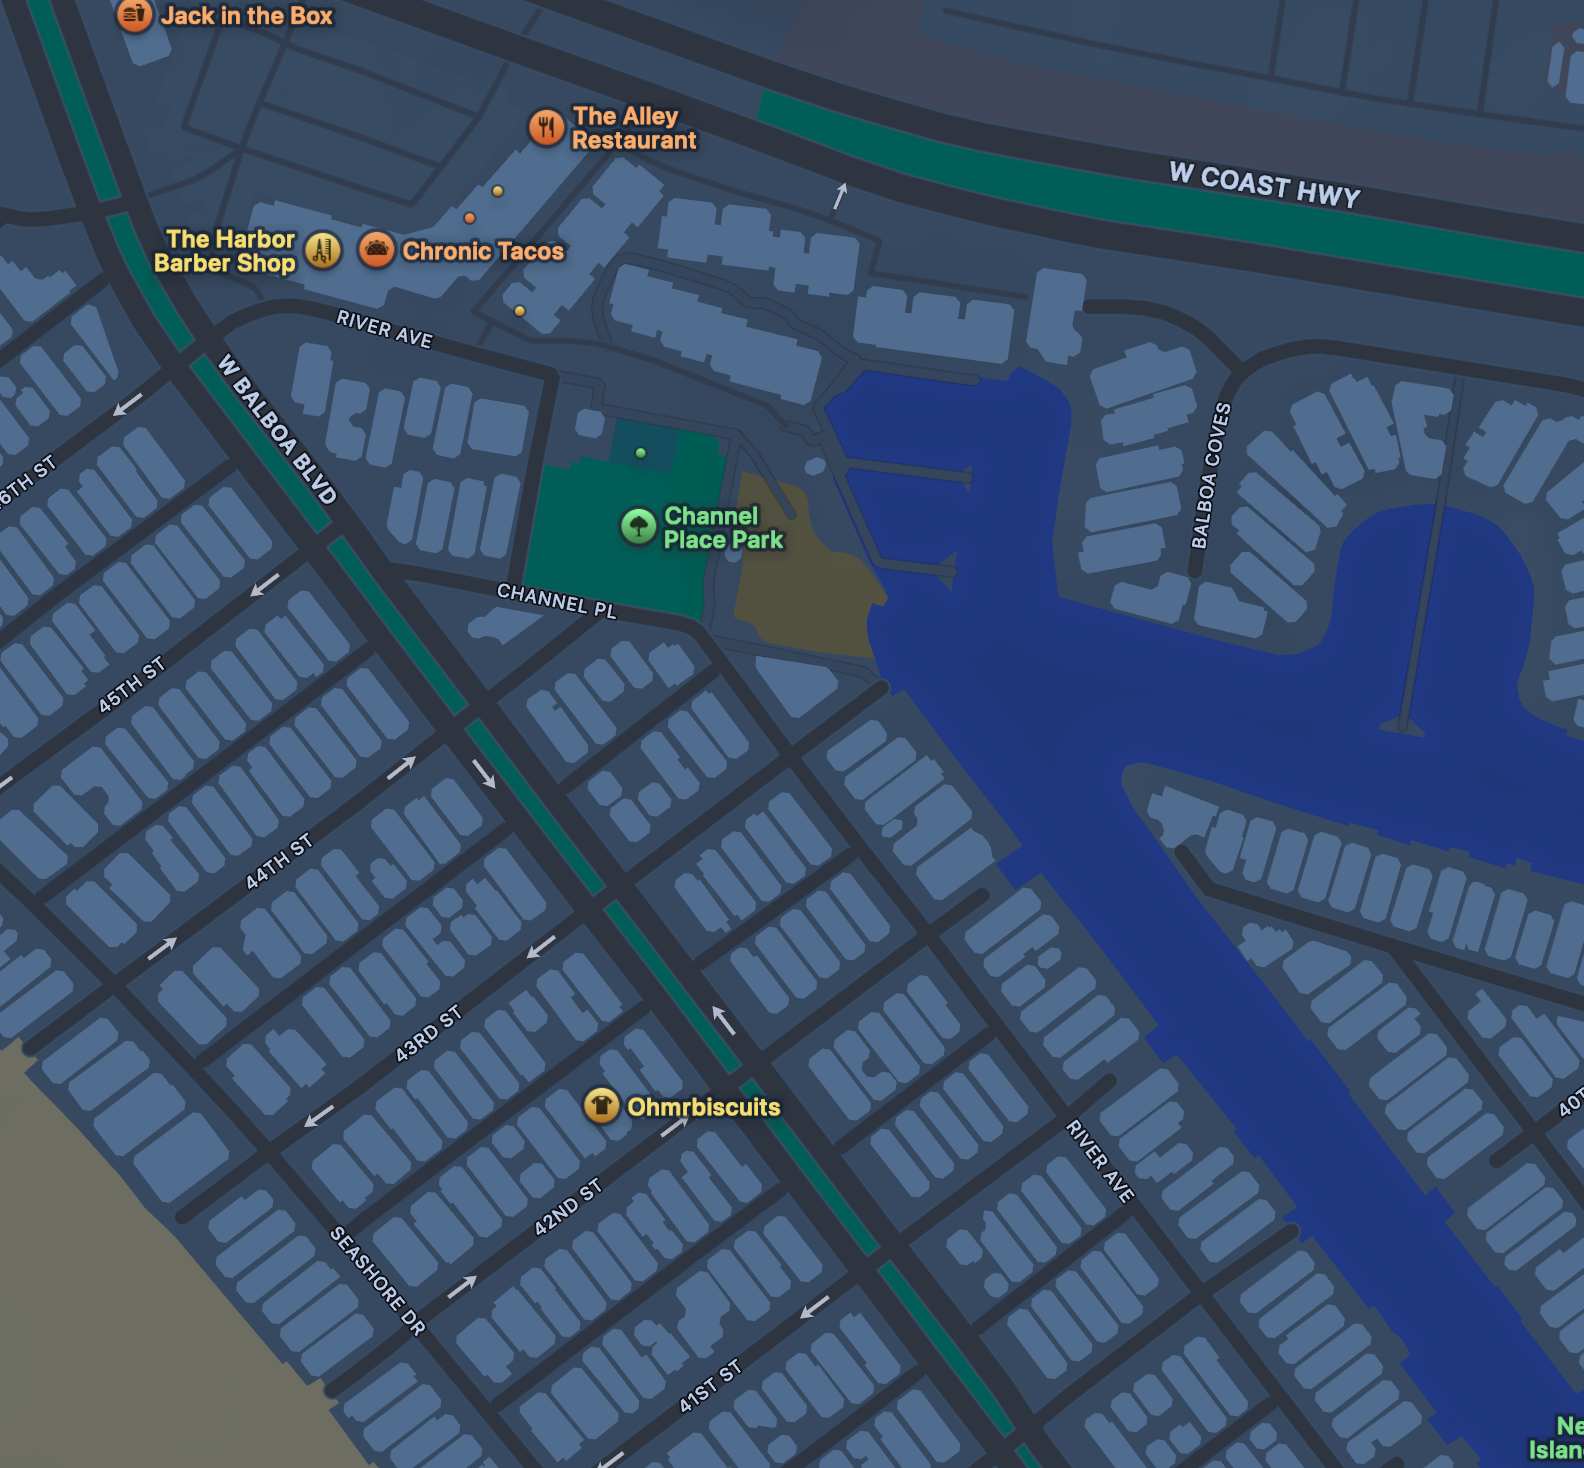 Jack in the Box
The Alley
Restaurant
W COAST HWY
The Harbor
Barber Shop
Chronic Tacos
RIVER AVE
W BALBOA BLVD
BALBOA COVES
Channel
Place Park
CHANNEL PL
45TH ST
44TH ST
43RD ST
Ohmrbiscuits
42ND ST
RIVER AVE
SEASHORE DR
41ST ST